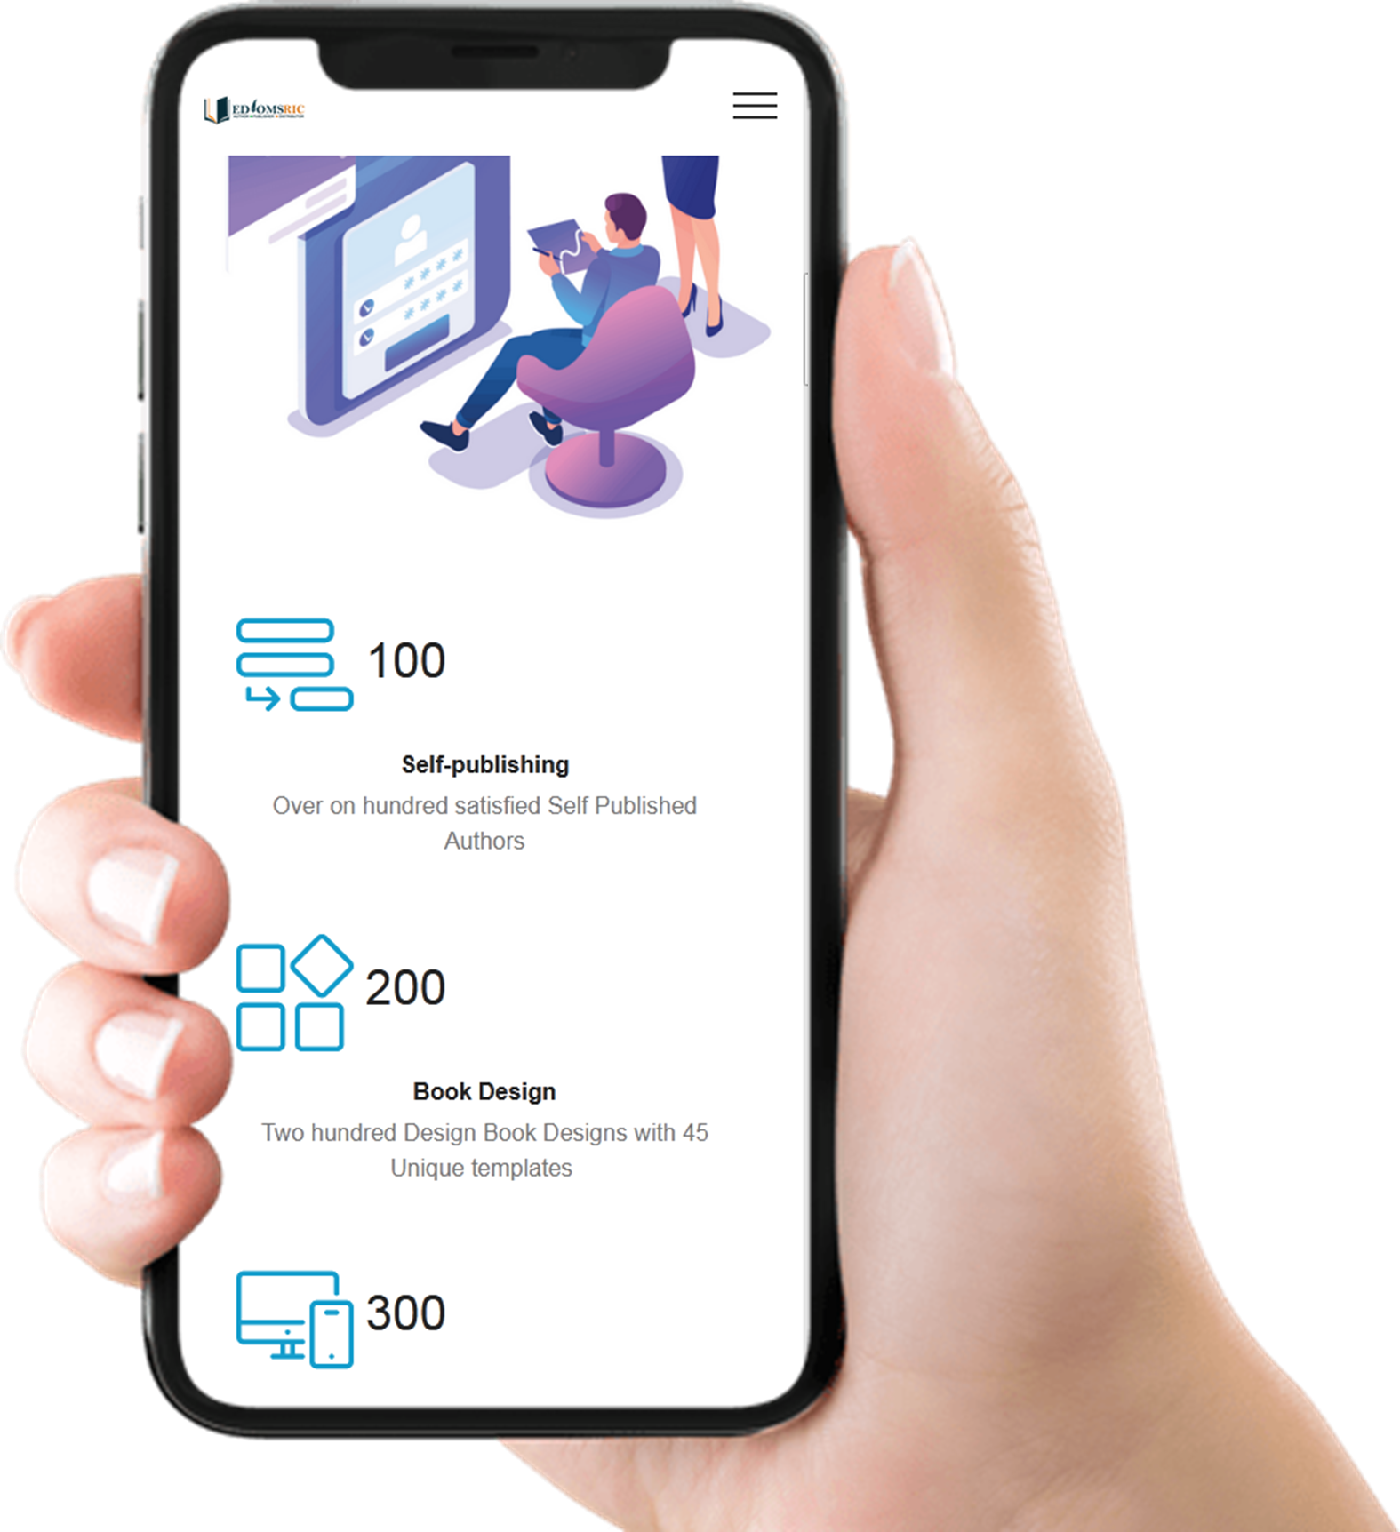 EDIOMSRIC
100
Self-publishing
Over on hundred satisfied Self Published
Authors
200
Book Design
Two hundred Design Book Designs with 45
Unique templates
300